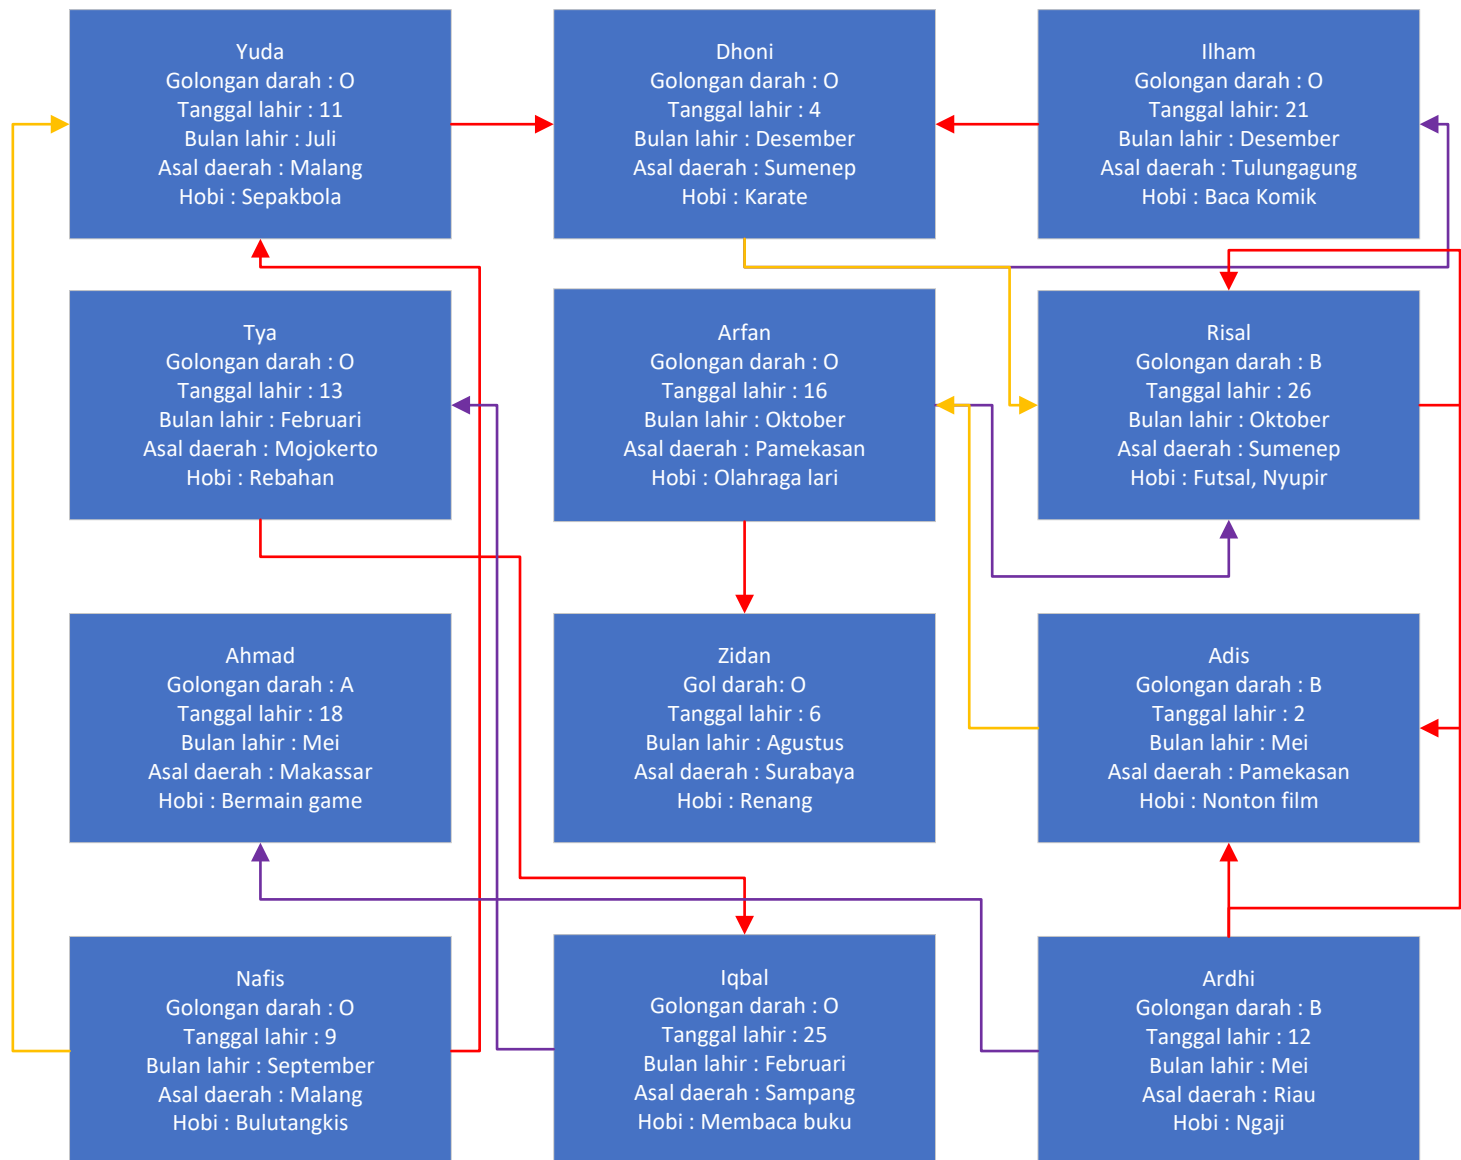 Yuda
Golongan darah : O
Tanggal lahir : 11
Bulan lahir : Juli
Asal daerah : Malang
Hobi : Sepakbola
Dhoni
Golongan darah : O
Tanggal lahir : 4
Bulan lahir : Desember
Asal daerah : Sumenep
Hobi : Karate
Ilham
Golongan darah : O
Tanggal lahir: 21
Bulan lahir : Desember
Asal daerah : Tulungagung
Hobi : Baca Komik
Tya
Golongan darah : O
Tanggal lahir : 13
Bulan lahir : Februari
Asal daerah : Mojokerto
Hobi : Rebahan
Arfan
Golongan darah : O
Tanggal lahir : 16
Bulan lahir : Oktober
Asal daerah : Pamekasan
Hobi : Olahraga lari
Risal
Golongan darah : B
Tanggal lahir : 26
Bulan lahir : Oktober
Asal daerah : Sumenep
Hobi : Futsal, Nyupir
Ahmad
Golongan darah : A
Tanggal lahir : 18
Bulan lahir : Mei
Asal daerah : Makassar
Hobi : Bermain game
Zidan
Gol darah: O
Tanggal lahir : 6
Bulan lahir : Agustus
Asal daerah : Surabaya
Hobi : Renang
Adis
Golongan darah : B
Tanggal lahir : 2
Bulan lahir : Mei
Asal daerah : Pamekasan
Hobi : Nonton film
Nafis
Golongan darah : O
Tanggal lahir : 9
Bulan lahir : September
Asal daerah : Malang
Hobi : Bulutangkis
Iqbal
Golongan darah : O
Tanggal lahir : 25
Bulan lahir : Februari
Asal daerah : Sampang
Hobi : Membaca buku
Ardhi
Golongan darah : B
Tanggal lahir : 12
Bulan lahir : Mei
Asal daerah : Riau
Hobi : Ngaji